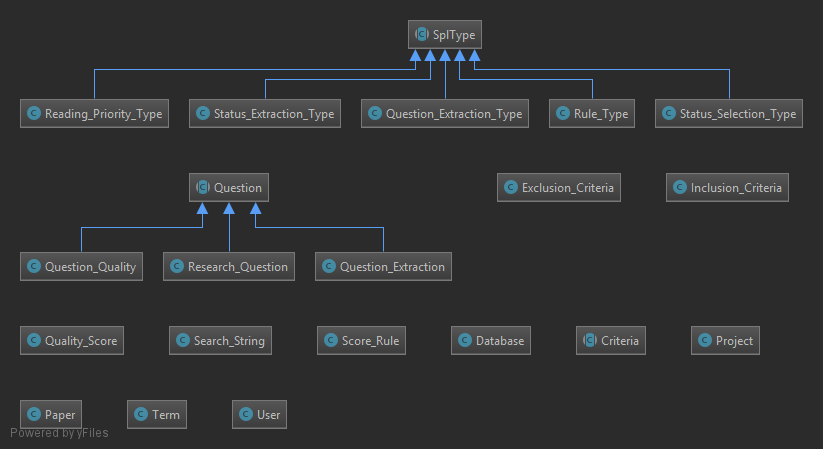 SplType
Reading_Priority_Type
Status_Extraction_Type
Question_Extraction_Type
Rule_Type
Status_Selection_Type
Question
Exclusion_Criteria
Inclusion_Criteria
Question_Quality
Research_Question
Question_Extraction
Quality_Score
Search_String
Score_Rule
Database
Criteria
Project
Paper
Term
User
Powered by yFiles